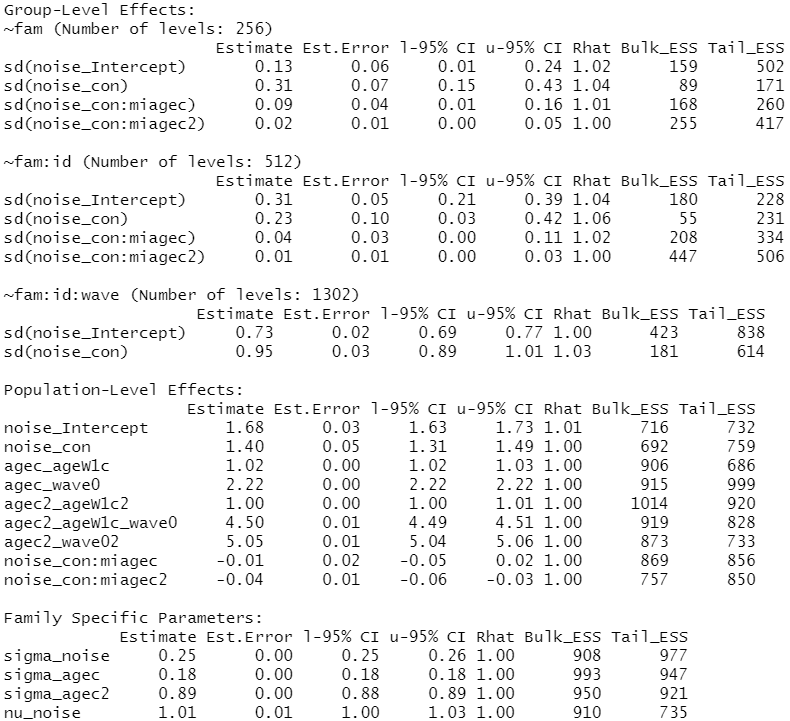 Group-Level Effects:
~fam (Number of levels: 256)
Estimate Est.Error l-95% CI u-95% CI Rhat Bulk_ESS Tail_ESS
sd(noise_Intercept) 0.13 0.06 0.01 0.24 1.02 159 502
sd(noise_con) 0.31 0.07 0.15 0.43 1.04 89 171
sd(noise_con:miagec) 0.09 0.04 0.01 0.16 1.01 168 260
sd(noise_con:miagec2) 0.02 0.01 0.00 0.05 1.00 255 417
~fam:id (Number of levels: 512)
Estimate Est.Error l-95% CI u-95% CI Rhat Bulk_ESS Tail_ESS
sd(noise_Intercept) 0.31 0.05 0.21 0.39 1.04 180 228
sd(noise_con) 0.23 0.10 0.03 0.42 1.06 55 231
sd(noise_con:miagec) 0.04 0.03 0.00 0.11 1.02 208 334
sd(noise_con:miagec2) 0.01 0.01 0.00 0.03 1.00 447 506
~fam:id:wave (Number of levels: 1302)
Estimate Est.Error l-95% CI u-95% CI Rhat Bulk_ESS Tail_ESS
sd(noise_Intercept) 0.73 0.02 0.69 0.77 1.00 423 838
sd(noise_con) 0.95 0.03 0.89 1.01 1.03 181 614
Population-Level Effects:
Estimate Est.Error l-95% CI u-95% CI Rhat Bulk_ESS Tail_ESS
noise_Intercept 1.68 0.03 1.63 1.73 1.01 716 732
noise_con 1.40 0.05 1.31 1.49 1.00 692 759
agec_ageW1c 1.02 0.00 1.02 1.03 1.00 906 686
agec_wave0 2.22 0.00 2.22 2.22 1.00 915 999
agec2_ageW1c2 1.00 0.00 1.00 1.01 1.00 1014 920
agec2_ageW1c_wave0 4.50 0.01 4.49 4.51 1.00 919 828
agec2_wave02 5.05 0.01 5.04 5.06 1.00 873 733
noise_con:miagec -0.01 0.02 -0.05 0.02 1.00 869 856
noise_con:miagec2 -0.04 0.01 -0.06 -0.03 1.00 757 850
Family Specific Parameters:
Estimate Est.Error l-95% CI u-95% CI Rhat Bulk_ESS Tail_ESS
sigma_noise 0.25 0.00 0.25 0.26 1.00 908 977
sigma_agec 0.18 0.00 0.18 0.18 1.00 993 947
sigma_agec2 0.89 0.00 0.88 0.89 1.00 950 921
nu_noise 1.01 0.01 1.00 1.03 1.00 910 735